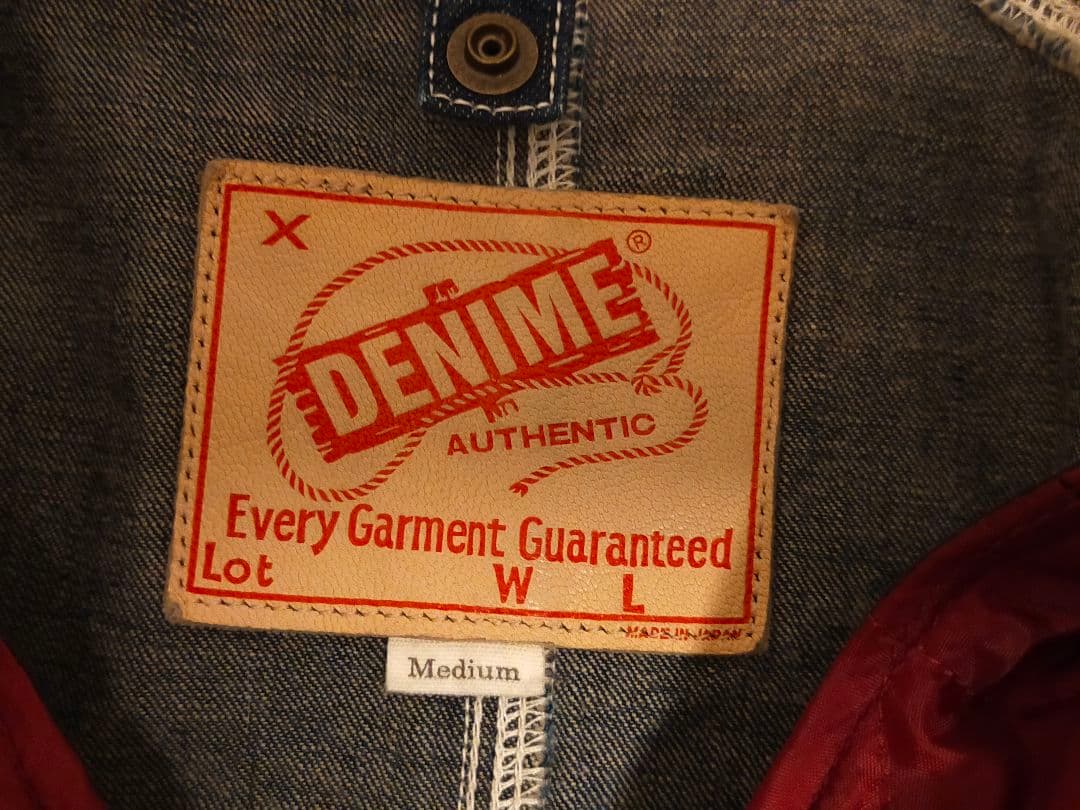 X
DENIME ®
AUTHENTIC
Every Garment Guaranteed
Lot W L
MADE IN JAPAN
Medium